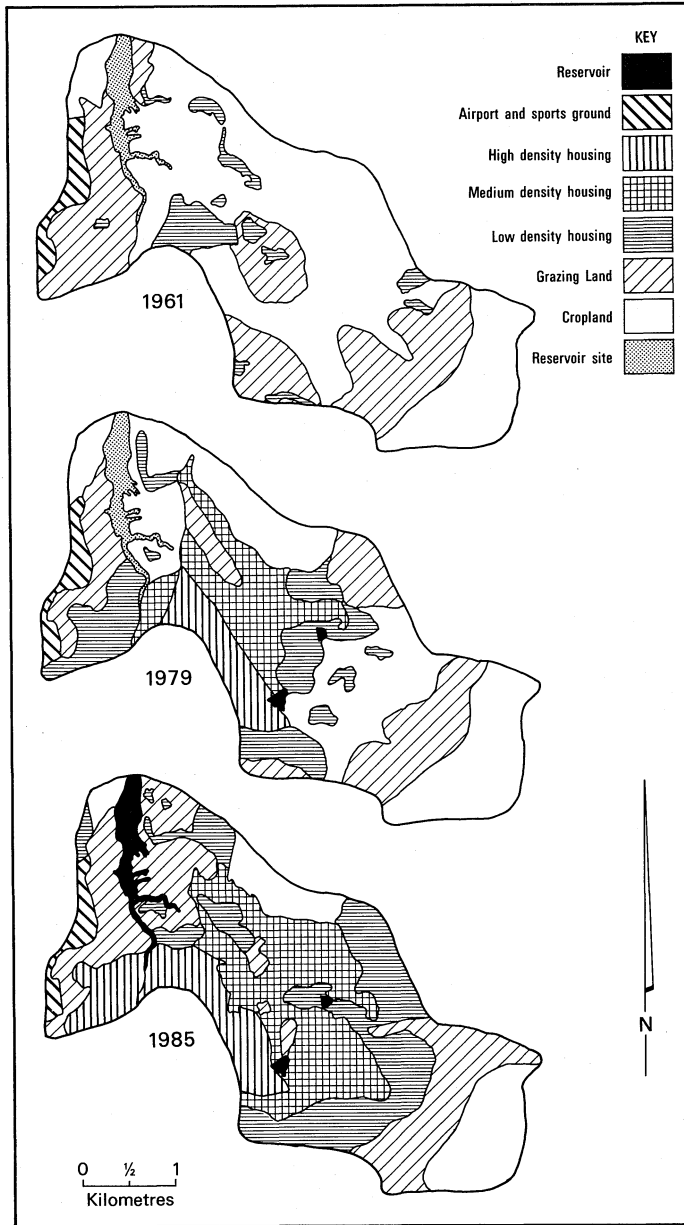 KEY
Reservoir
Airport and sports ground
High density housing
Medium density housing
Low density housing
Grazing Land
Cropland
Reservoir site
1961
1979
1985
N
0 ½ 1
Kilometres